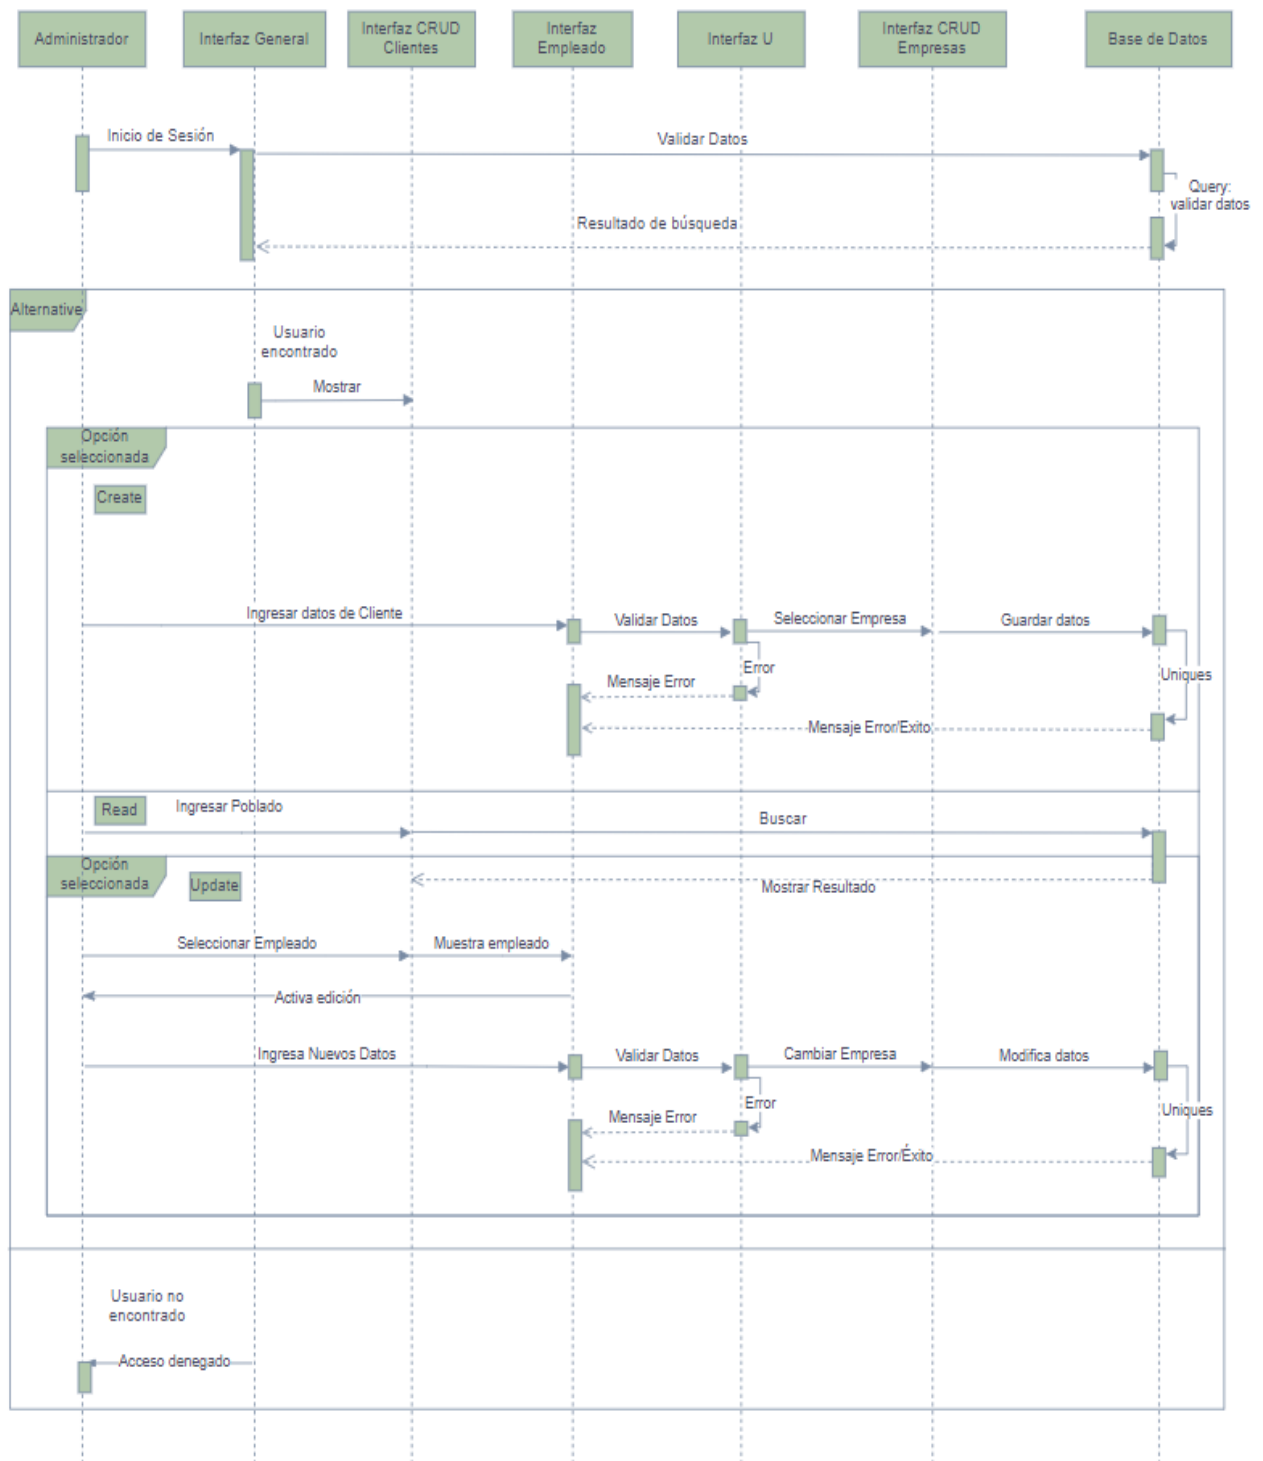 Administrador
Interfaz General
Interfaz CRUD
Clientes
Interfaz
Empleado
Interfaz U
Interfaz CRUD
Empresas
Base de Datos
Inicio de Sesión
Validar Datos
Query:
validar datos
Resultado de búsqueda
Alternative
Usuario
encontrado
Mostrar
Opción
seleccionada
Create
Ingresar datos de Cliente
Validar Datos
Seleccionar Empresa
Guardar datos
Error
Uniques
Mensaje Error
Mensaje Error/Exito
Read
Ingresar Poblado
Buscar
Opción
seleccionada
Update
Mostrar Resultado
Seleccionar Empleado
Muestra empleado
Activa edición
Ingresa Nuevos Datos
Validar Datos
Cambiar Empresa
Modifica datos
Error
Uniques
Mensaje Error
Mensaje Error/Éxito
Usuario no
encontrado
Acceso denegado